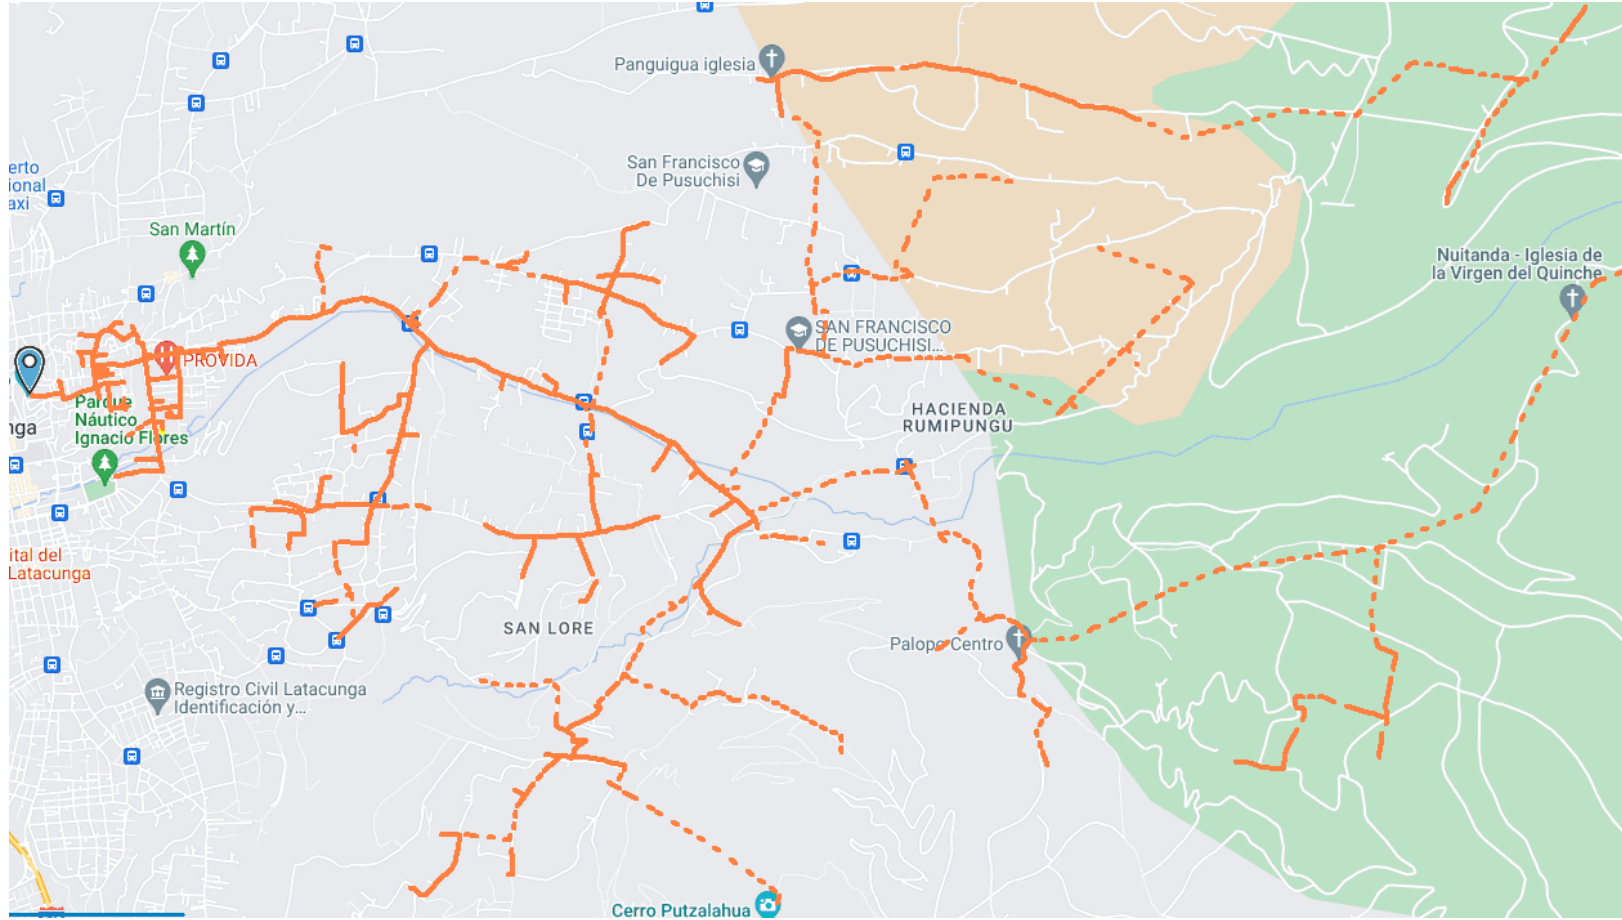 Panguigua iglesia
San Francisco
De Pusuchisi
erto
ional
axi
San Martín
Nuitanda - Iglesia de
la Virgen del Quinche
SAN FRANCISCO
DE PUSUCHISI...
PROVIDA
Parque
Náutico
Ignacio Flores
nga
HACIENDA
RUMIPUNGU
ital del
Latacunga
SAN LORE
Palopo Centro
Registro Civil Latacunga
Identificación y...
Cerro Putzalahua